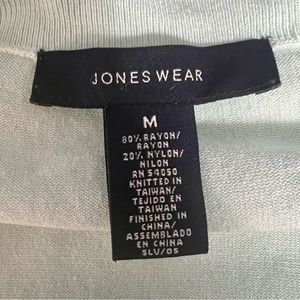 JONES WEAR
M
80% RAYON/
RAYON
20% NYLON/
NILON
RN 54050
KNITTED IN
TAIWAN/
TEJIDO EN
TAIWAN
FINISHED IN
CHINA/
ASSEMBLADO
EN CHINA
SLV/05